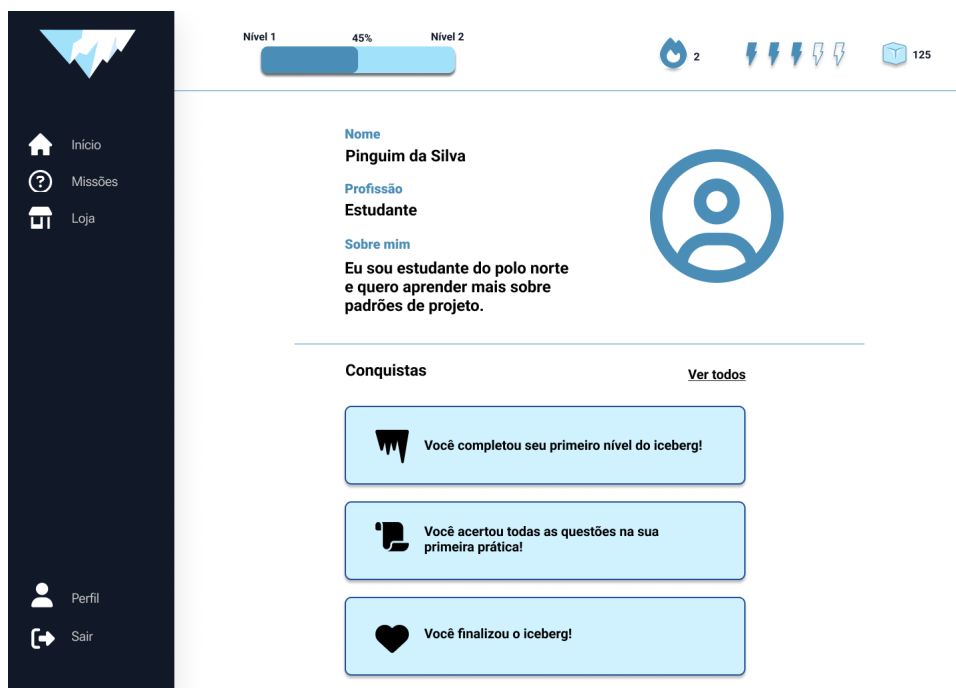 Nível 1
45%
Nível 2
2
125
Início
Missões
Loja
Nome
Pinguim da Silva
Profissão
Estudante
Sobre mim
Eu sou estudante do polo norte
e quero aprender mais sobre
padrões de projeto.
Conquistas
Ver todos
Você completou seu primeiro nível do iceberg!
Você acertou todas as questões na sua
primeira prática!
Você finalizou o iceberg!
Perfil
Sair